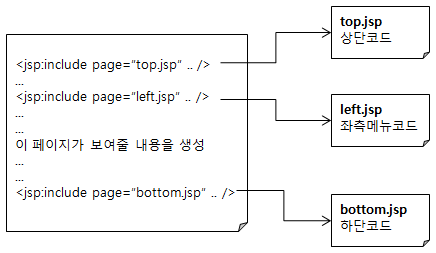 <jsp:include page="top.jsp" .. />
...
<jsp:include page="left.jsp" .. />
...
...
이 페이지가 보여줄 내용을 생성
...
...
<jsp:include page="bottom.jsp" .. />
top.jsp
상단코드
left.jsp
좌측메뉴코드
bottom.jsp
하단코드